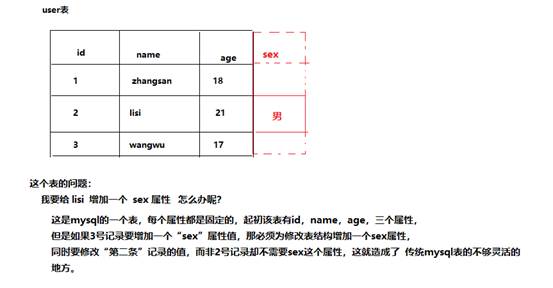 user表
id name age sex
1 zhangsan 18
2 lisi 21 男
3 wangwu 17
这个表的问题：
我要给 lisi 增加一个 sex 属性 怎么办呢?
这是mysql的一个表，每个属性都是固定的，起初该表有id，name，age，三个属性，
但是如果3号记录要增加一个“sex”属性值，那必须为修改表结构增加一个sex属性，
同时要修改“第二条”记录的值，而非2号记录却不需要sex这个属性，这就造成了 传统mysql表的不够灵活的
地方。